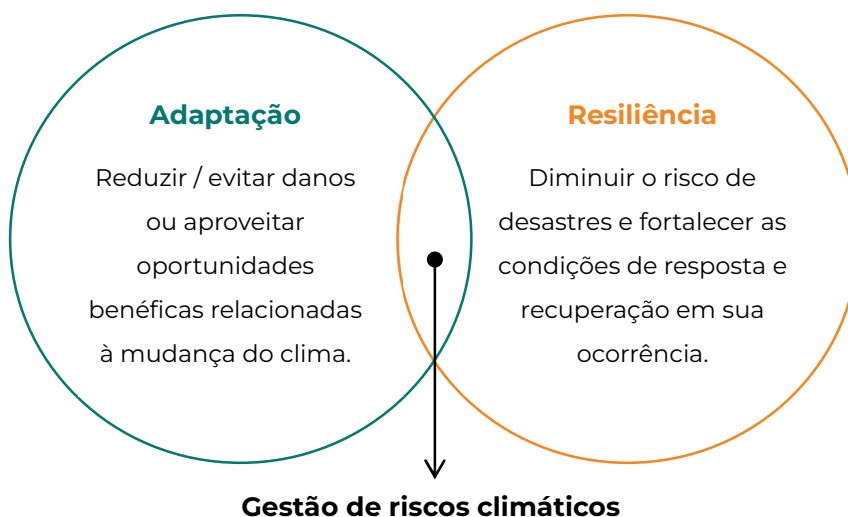 Adaptação
Reduzir / evitar danos
ou aproveitar
oportunidades
benéficas relacionadas
à mudança do clima.
Resiliência
Diminuir o risco de
desastres e fortalecer as
condições de resposta e
recuperação em sua
ocorrência.
Gestão de riscos climáticos